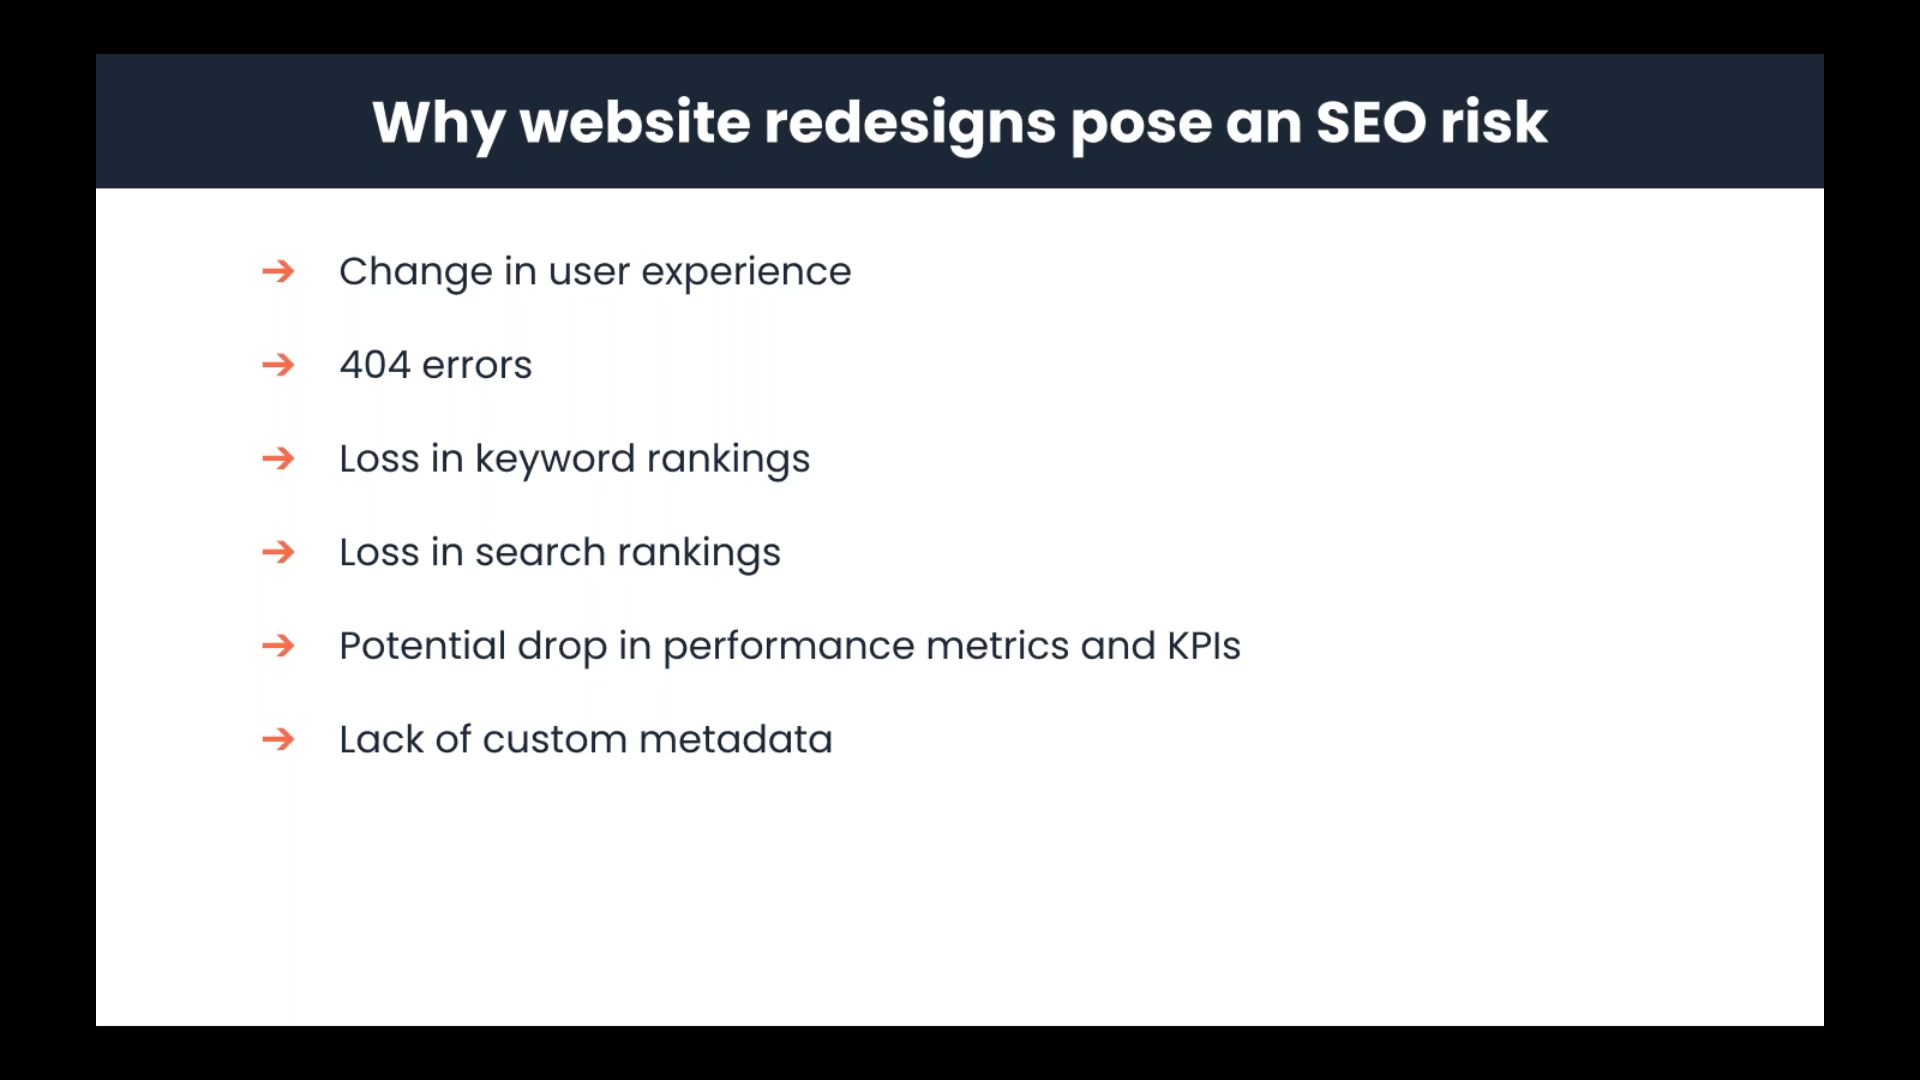 Why website redesigns pose an SEO risk
➔ Change in user experience
➔ 404 errors
➔ Loss in keyword rankings
➔ Loss in search rankings
➔ Potential drop in performance metrics and KPIs
➔ Lack of custom metadata